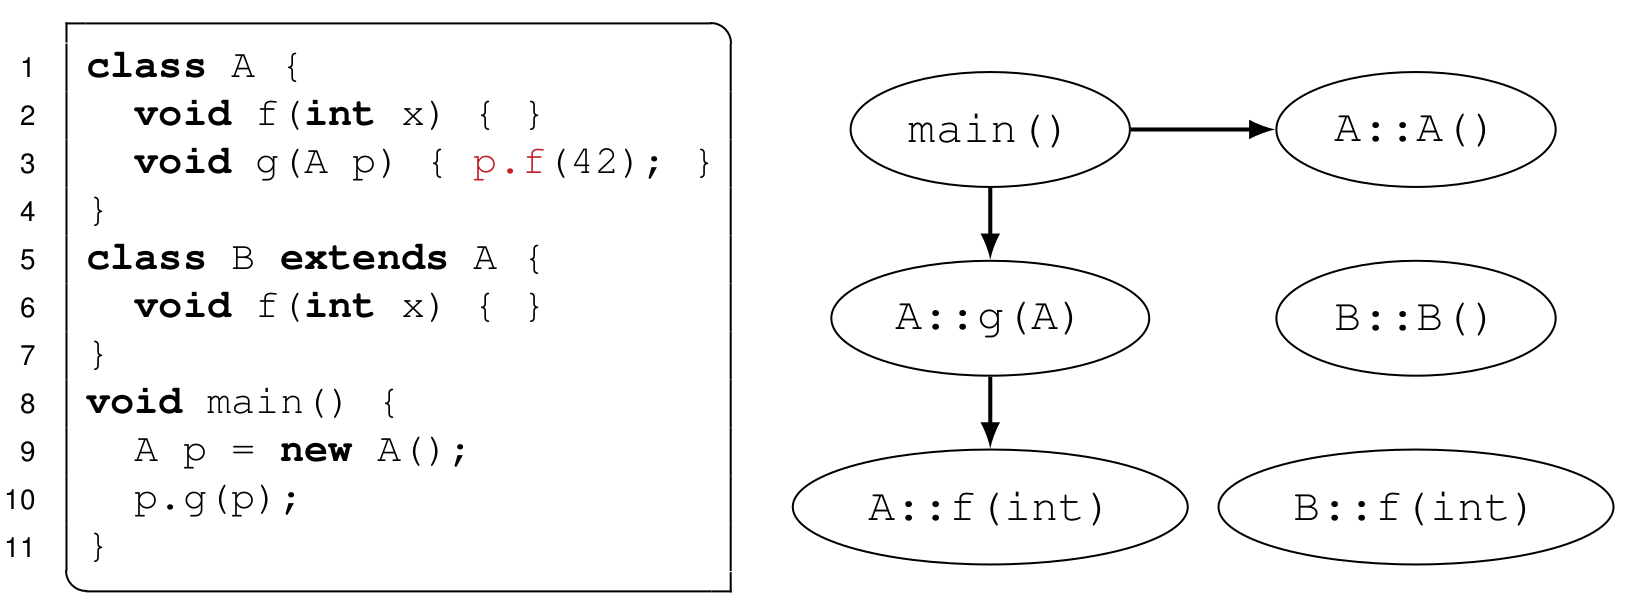 1 class A {
2 void f(int x) { }
3 void g(A p) { p.f(42); }
4 }
5 class B extends A {
6 void f(int x) { }
7 }
8 void main() {
9 A p = new A();
10 p.g(p);
11 }
main() A::A()
A::g(A) B::B()
A::f(int) B::f(int)